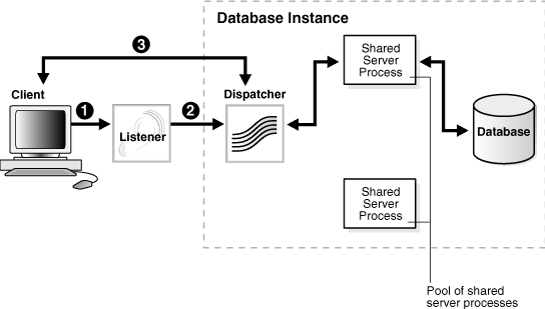 Database Instance
3
Shared
Server
Process
Client
Dispatcher
1
2
Listener
Database
Shared
Server
Process
Pool of shared
server processes